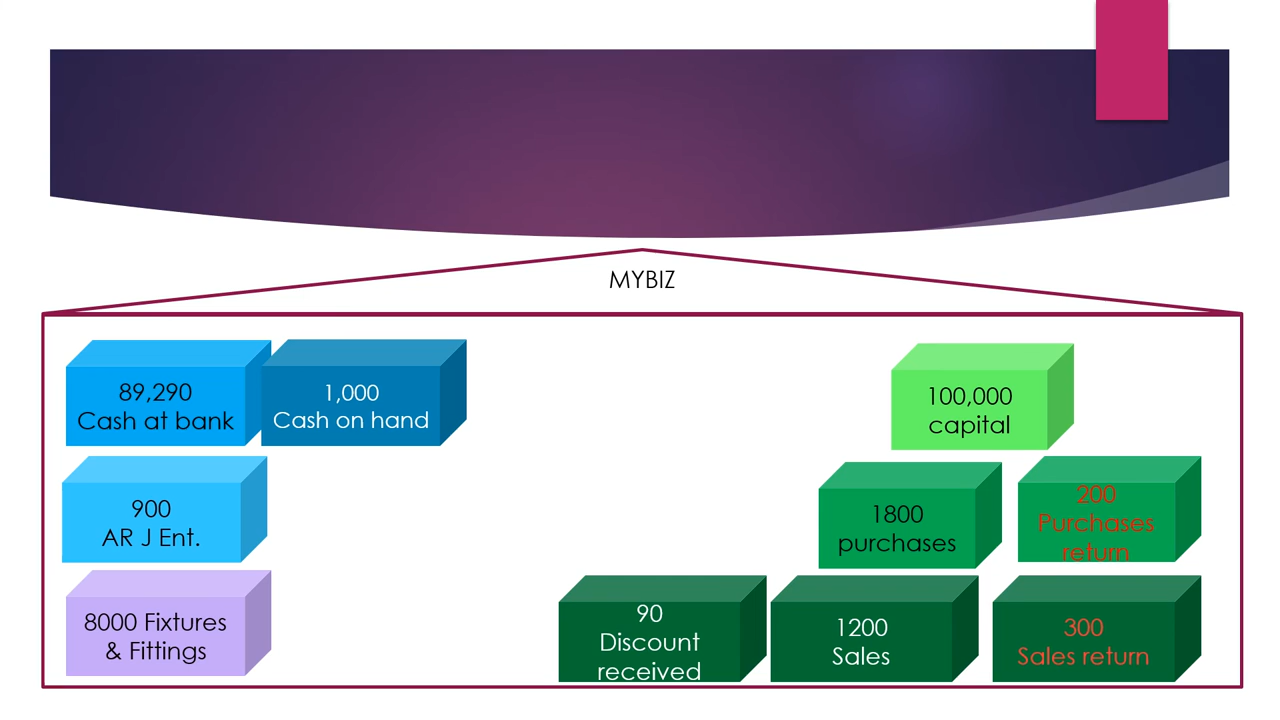 MYBIZ
89,290
Cash at bank
1,000
Cash on hand
100,000
capital
900
AR J Ent.
1800
purchases
200
Purchases
return
8000 Fixtures
& Fittings
90
Discount
received
1200
Sales
300
Sales return